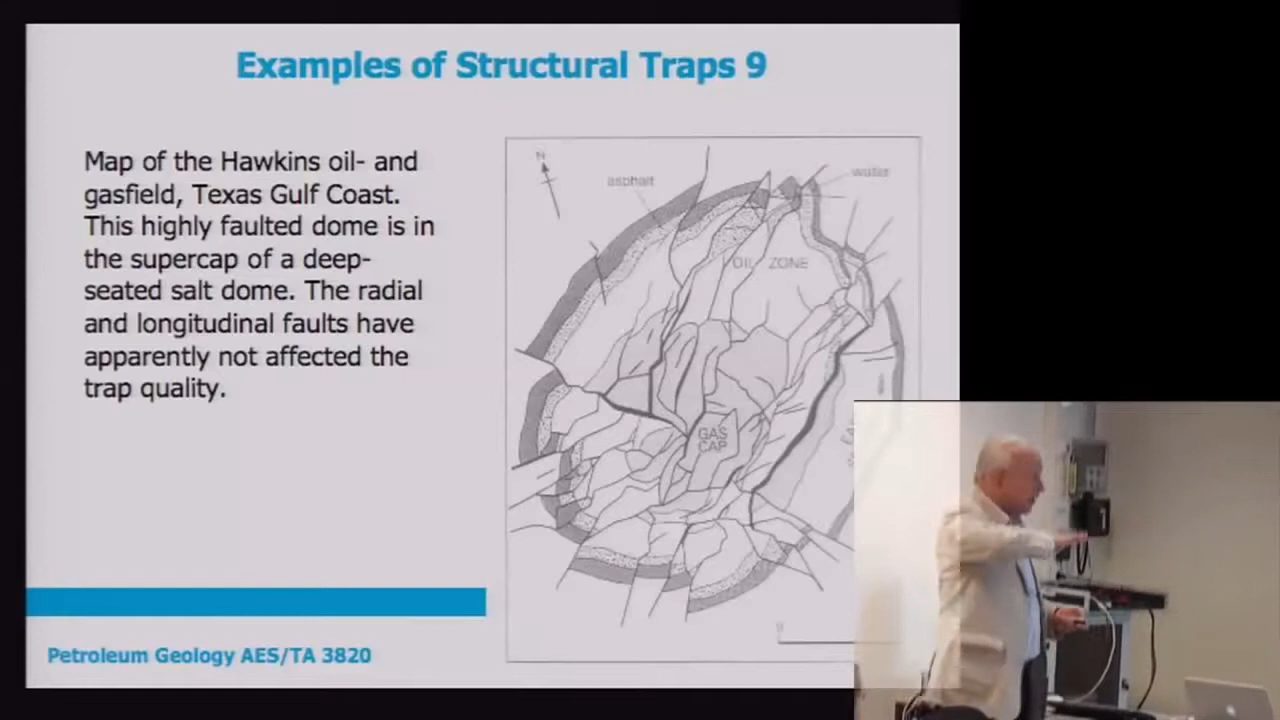 Examples of Structural Traps 9
Map of the Hawkins oil- and
gasfield, Texas Gulf Coast.
This highly faulted dome is in
the supercap of a deep-
seated salt dome. The radial
and longitudinal faults have
apparently not affected the
trap quality.
N
asphalt
water
OIL ZONE
GAS
CAP
0
Petroleum Geology AES/TA 3820